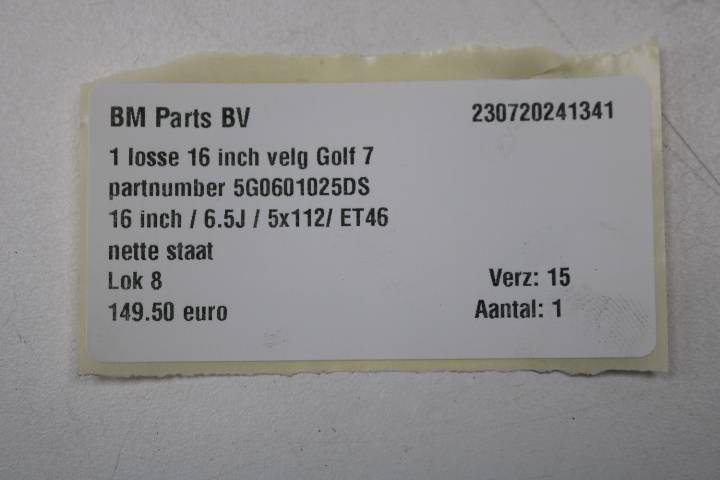 BM Parts BV 230720241341
1 losse 16 inch velg Golf 7
partnumber 5G0601025DS
16 inch / 6.5J / 5x112/ ET46
nette staat
Lok 8 Verz: 15
149.50 euro Aantal: 1